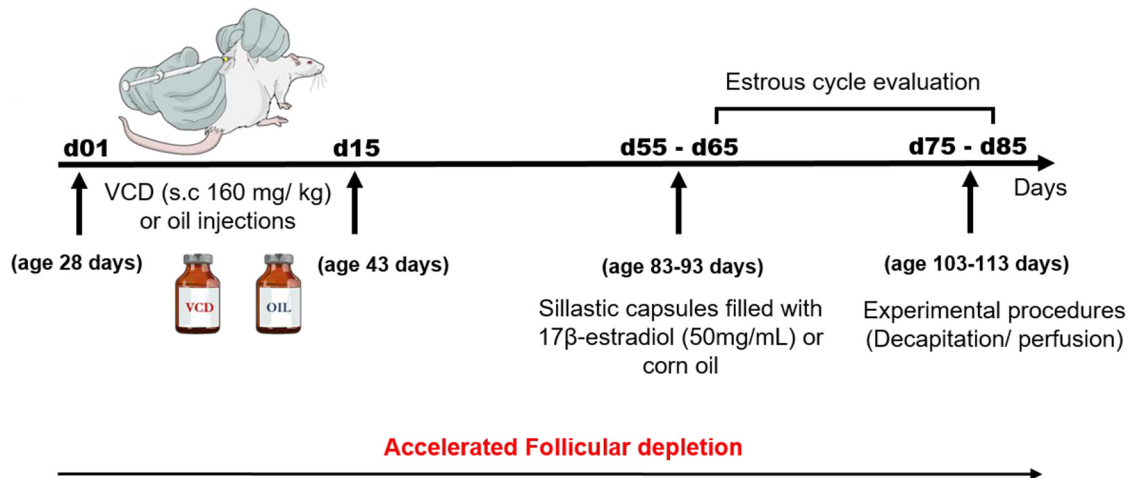 Estrous cycle evaluation
d01
d15
d55 - d65
d75 - d85
Days
VCD (s.c 160 mg/ kg)
or oil injections
(age 28 days)
(age 43 days)
(age 83-93 days)
(age 103-113 days)
VCD
OIL
Sillastic capsules filled with
17β-estradiol (50mg/mL) or
corn oil
Experimental procedures
(Decapitation/ perfusion)
Accelerated Follicular depletion